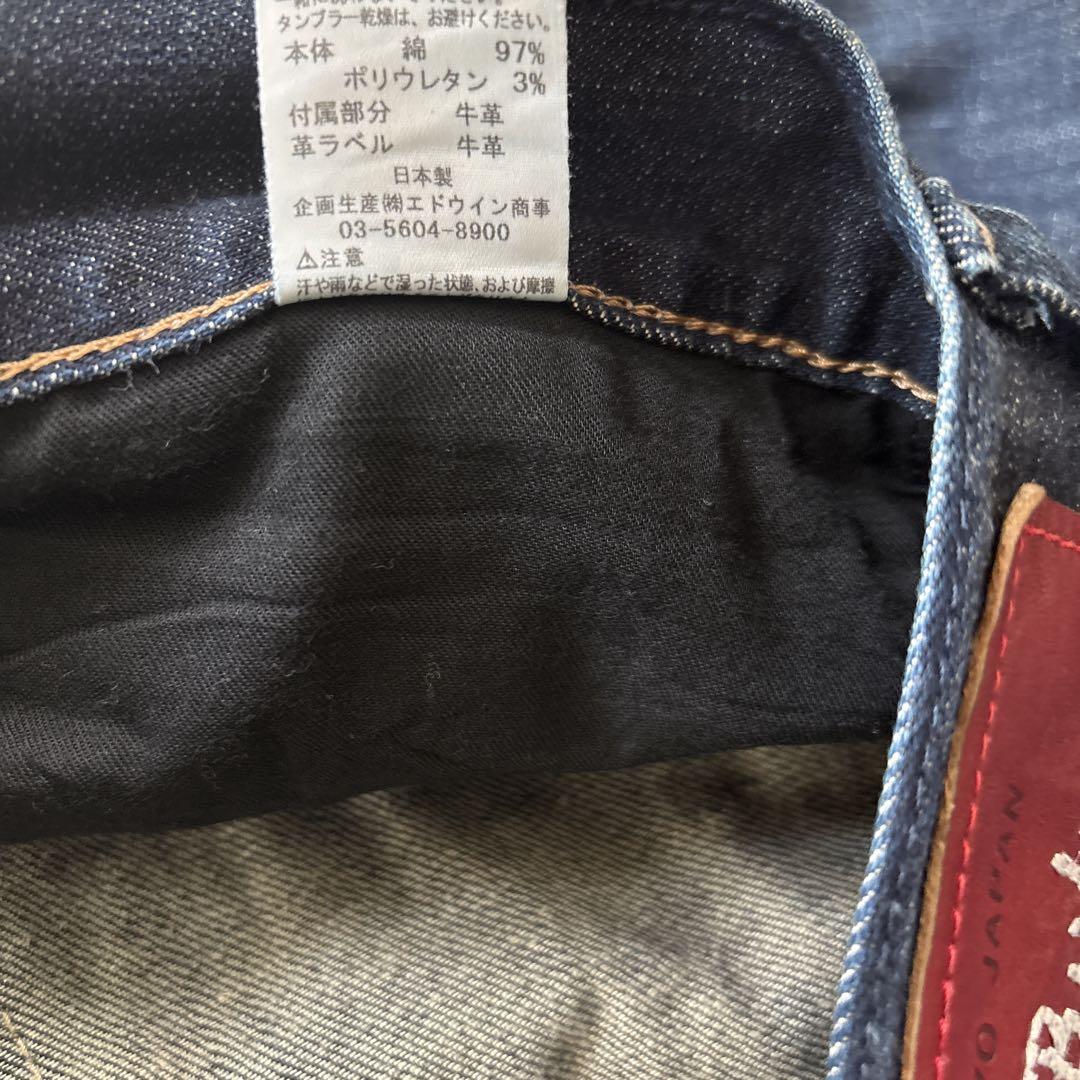 タンブラー乾燥は、お避けください。
本体 綿 97%
ポリウレタン 3%
付属部分 牛革
革ラベル 牛革
日本製
企画生産㈱エドウイン商事
03-5604-8900
⚠注意
汗や雨などで湿った状態、および摩擦
JAPAN